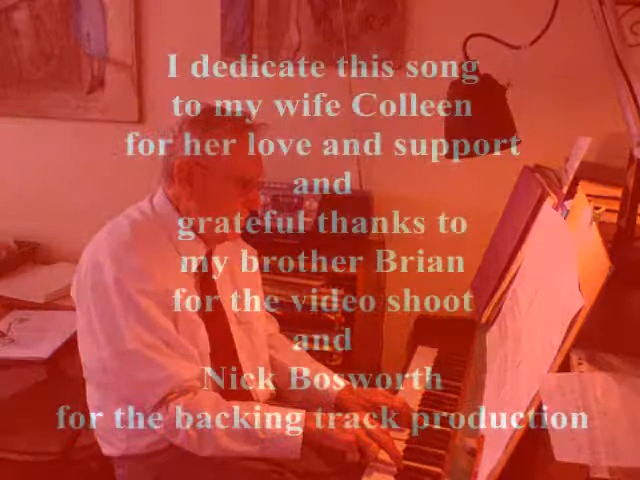 I dedicate this song
to my wife Colleen
for her love and support
and
grateful thanks to
my brother Brian
for the video shoot
and
Nick Bosworth
for the backing track production